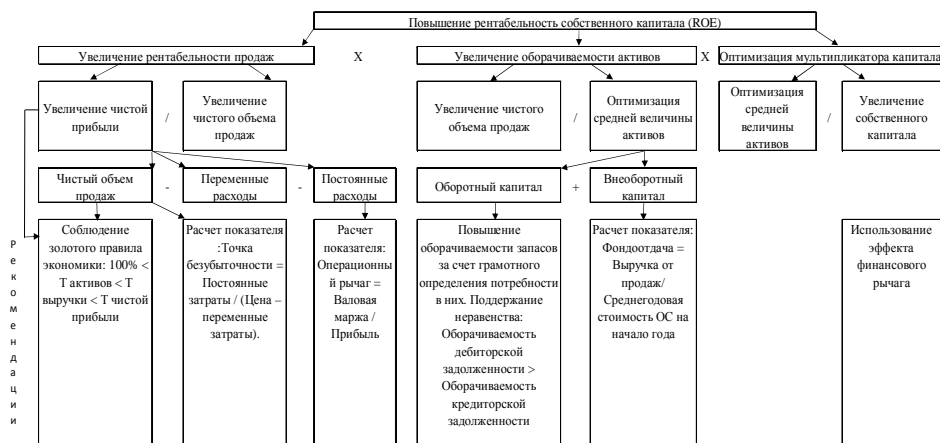 Повышение рентабельность собственного капитала (ROE)
Увеличение рентабельности продаж
X
Увеличение оборачиваемости активов
X
Оптимизация мультипликатора капитала
Увеличение чистой
прибыли
/
Увеличение
чистого объема
продаж
Увеличение чистого
объема продаж
/
Оптимизация
средней величины
активов
Оптимизация
средней
величины
активов
/
Увеличение
собственного
капитала
Чистый объем
продаж
-
Переменные
расходы
-
Постоянные
расходы
Оборотный капитал
+
Внеоборотный
капитал
Рекомендации
Соблюдение
золотого правила
экономики: 100% <
Т активов < Т
выручки < Т чистой
прибыли
Расчет показателя
:Точка
безубыточности =
Постоянные
затраты / (Цена –
переменные
затраты).
Расчет
показателя:
Операционны
й рычаг =
Валовая
маржа /
Прибыль
Повышение
оборачиваемости запасов
за счет грамотного
определения потребности
в них. Поддержание
неравенства:
Оборачиваемость
дебиторской
задолженности >
Оборачиваемость
кредиторской
задолженности
Расчет показателя:
Фондоотдача =
Выручка от
продаж/
Среднегодовая
стоимость ОС на
начало года
Использование
эффекта
финансового
рычага